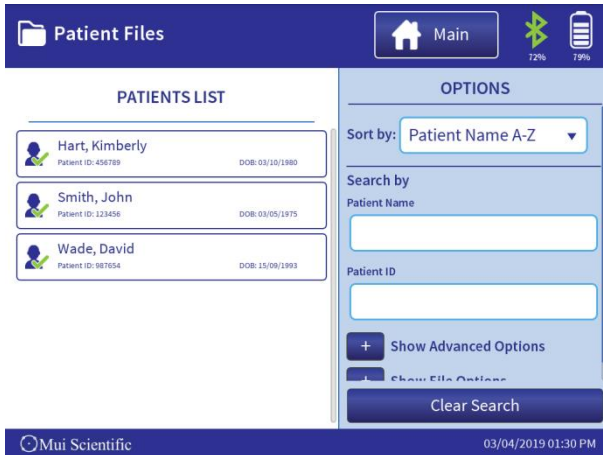 Patient Files
Main
72%
79%
PATIENTS LIST
Hart, Kimberly
Patient ID: 456789
DOB: 03/10/1980
Smith, John
Patient ID: 123456
DOB: 03/05/1975
Wade, David
Patient ID: 987654
DOB: 15/09/1993
OPTIONS
Sort by: Patient Name A-Z
Search by
Patient Name
Patient ID
+ Show Advanced Options
+ Show File Options
Clear Search
Mui Scientific
03/04/2019 01:30 PM